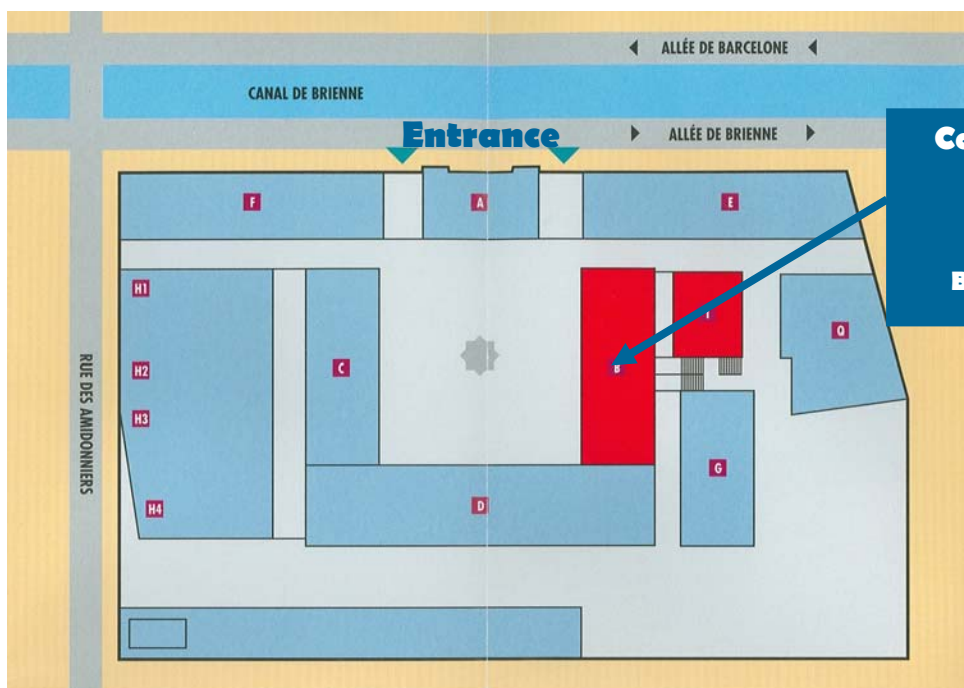 ALLÉE DE BARCELONE
CANAL DE BRIENNE
Entrance
ALLÉE DE BRIENNE
F
A
E
H1
Q
C
B
H2
RUE DES AMIDONNIERS
H3
G
D
H4